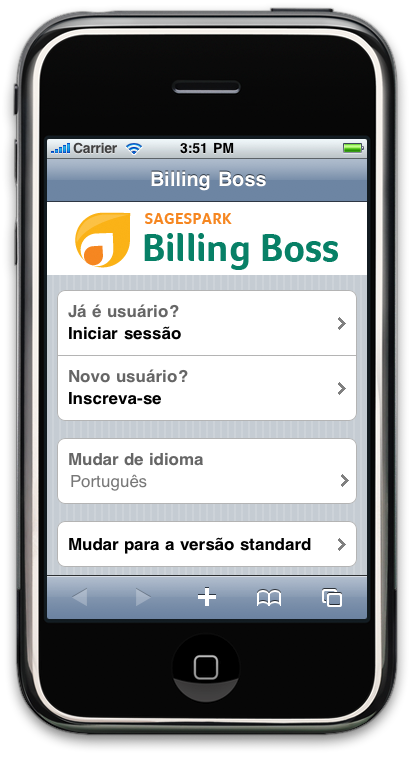 Carrier 3:51 PM
Billing Boss
SAGESPARK
Billing Boss
Já é usuário?
Iniciar sessão
Novo usuário?
Inscreva-se
Mudar de idioma
Português
Mudar para a versão standard